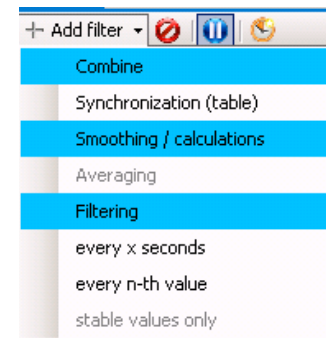 Add filter
Combine
Synchronization (table)
Smoothing / calculations
Averaging
Filtering
every x seconds
every n-th value
stable values only